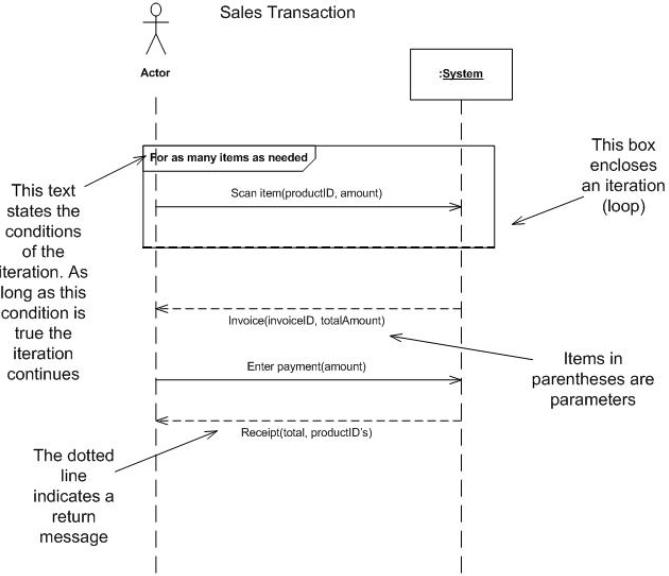 Sales Transaction
Actor
:System
For as many items as needed
Scan item(productID, amount)
This box
encloses
an iteration
(loop)
This text
states the
conditions
of the
iteration. As
long as this
condition is
true the
iteration
continues
Invoice(invoiceID, totalAmount)
Enter payment(amount)
Items in
parentheses are
parameters
Receipt(total, productID's)
The dotted
line
indicates a
return
message